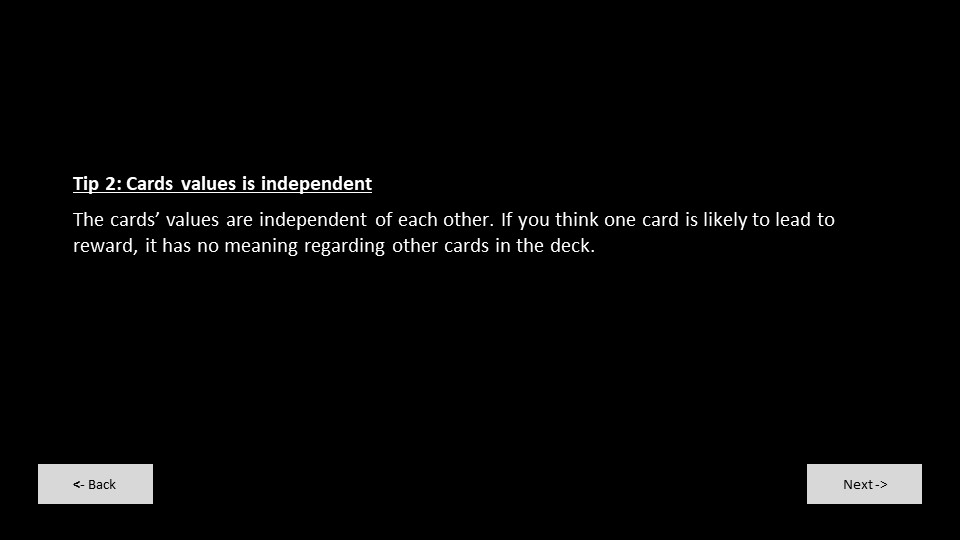 Tip 2: Cards values is independent
The cards’ values are independent of each other. If you think one card is likely to lead to
reward, it has no meaning regarding other cards in the deck.
<- Back
Next ->